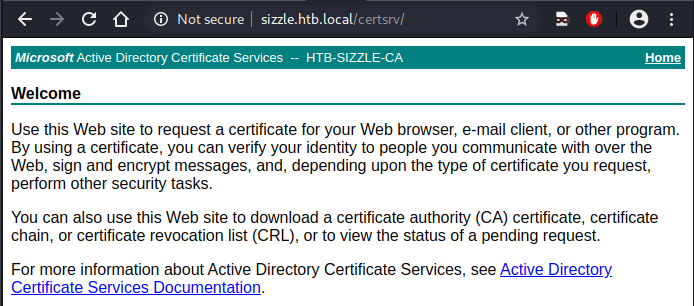 Not secure | sizzle.htb.local/certsrv/
Microsoft Active Directory Certificate Services -- HTB-SIZZLE-CA Home
Welcome
Use this Web site to request a certificate for your Web browser, e-mail client, or other program.
By using a certificate, you can verify your identity to people you communicate with over the
Web, sign and encrypt messages, and, depending upon the type of certificate you request,
perform other security tasks.
You can also use this Web site to download a certificate authority (CA) certificate, certificate
chain, or certificate revocation list (CRL), or to view the status of a pending request.
For more information about Active Directory Certificate Services, see Active Directory
Certificate Services Documentation.